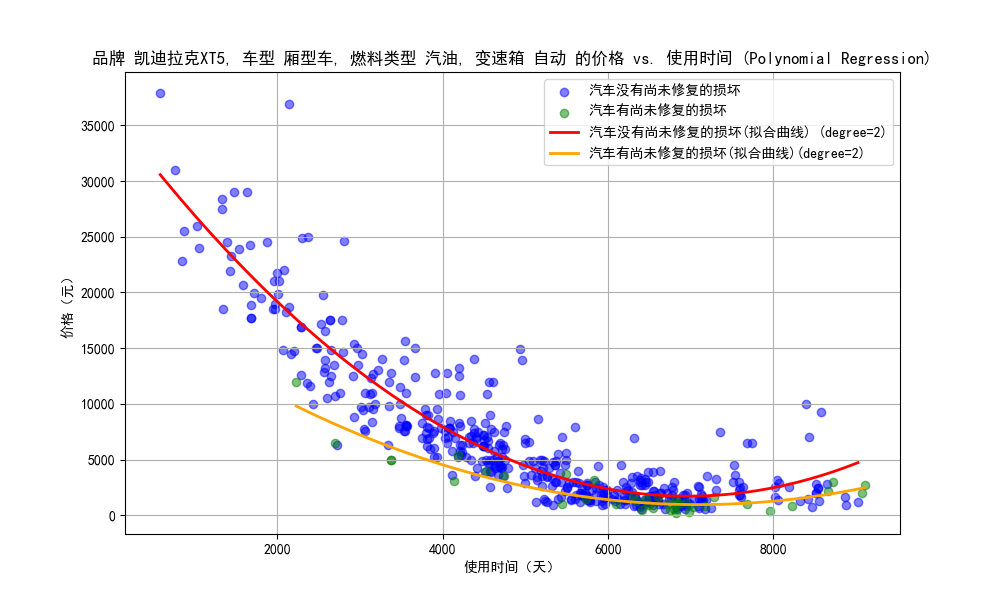 品牌 凯迪拉克XT5, 车型 厢型车, 燃料类型 汽油, 变速箱 自动 的价格 vs. 使用时间 (Polynomial Regression)
汽车没有尚未修复的损坏
汽车有尚未修复的损坏
汽车没有尚未修复的损坏(拟合曲线) (degree=2)
汽车有尚未修复的损坏(拟合曲线)(degree=2)
价格（元）
35000
30000
25000
20000
15000
10000
5000
0
2000 4000 6000 8000
使用时间（天）